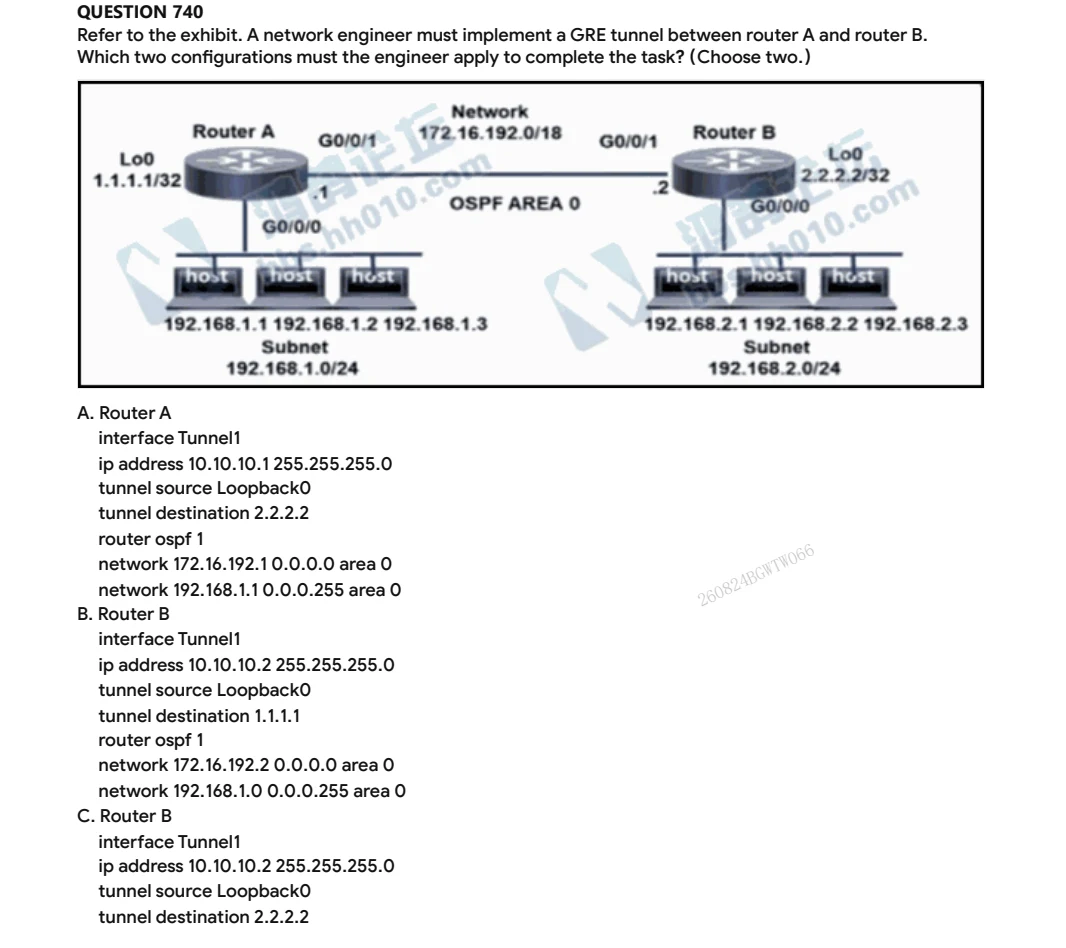 QUESTION 740
Refer to the exhibit. A network engineer must implement a GRE tunnel between router A and router B.
Which two configurations must the engineer apply to complete the task? (Choose two.)
Network
172.16.192.0/18
Router A
G0/0/1
G0/0/1
Router B
Lo0
1.1.1.1/32
Lo0
2.2.2.2/32
.1
.2
OSPF AREA 0
G0/0/0
G0/0/0
host host host
host host host
192.168.1.1 192.168.1.2 192.168.1.3
192.168.2.1 192.168.2.2 192.168.2.3
Subnet
192.168.1.0/24
Subnet
192.168.2.0/24
bbs.hh010.com
bbs.hh010.com
A. Router A
interface Tunnel1
ip address 10.10.10.1 255.255.255.0
tunnel source Loopback0
tunnel destination 2.2.2.2
router ospf 1
network 172.16.192.1 0.0.0.0 area 0
network 192.168.1.1 0.0.0.255 area 0
260824BGWTW066
B. Router B
interface Tunnel1
ip address 10.10.10.2 255.255.255.0
tunnel source Loopback0
tunnel destination 1.1.1.1
router ospf 1
network 172.16.192.2 0.0.0.0 area 0
network 192.168.1.0 0.0.0.255 area 0
C. Router B
interface Tunnel1
ip address 10.10.10.2 255.255.255.0
tunnel source Loopback0
tunnel destination 2.2.2.2